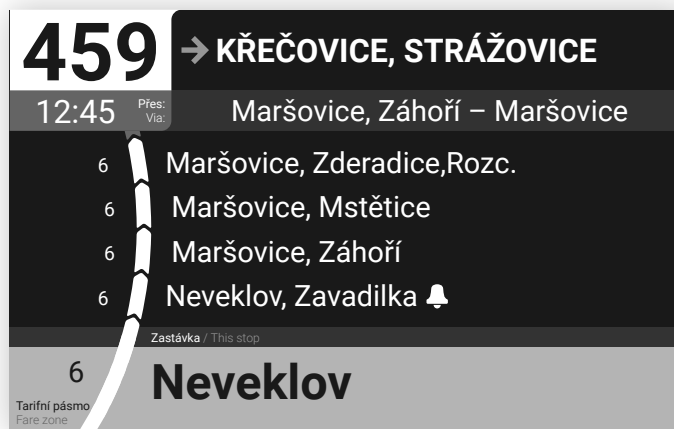 459
→ KŘEČOVICE, STRÁŽOVICE
12:45
Přes:
Via:
Maršovice, Záhoří – Maršovice
6 Maršovice, Zderadice,Rozc.
6 Maršovice, Mstětice
6 Maršovice, Záhoří
6 Neveklov, Zavadilka
Zastávka / This stop
6
Neveklov
Tarifní pásmo
Fare zone